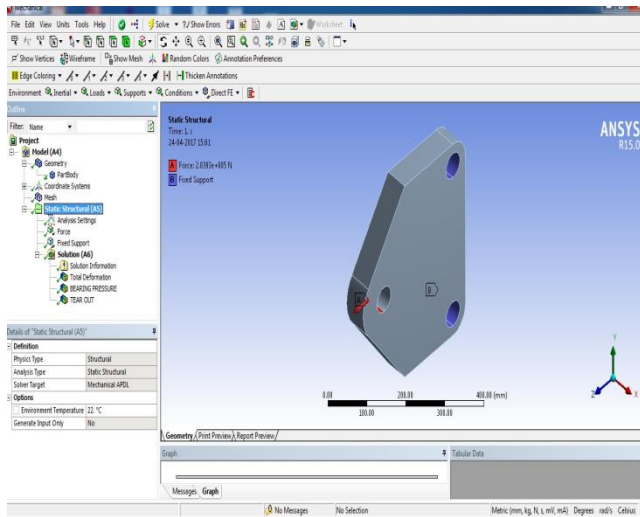 Mechanical
File Edit View Units Tools Help Solve ?/ Show Errors Worksheet
Show Vertices Wireframe Show Mesh Random Colors Annotation Preferences
Edge Coloring Thicken Annotations
Environment Inertial Loads Supports Conditions Direct FE
Outline
Filter: Name
Project
Model (A4)
Geometry
PartBody
Coordinate Systems
Mesh
Static Structural (A5)
Analysis Settings
Force
Fixed Support
Solution (A6)
Solution Information
Total Deformation
BEARING PRESSURE
TEAR OUT
Details of "Static Structural (A5)"
Definition
Physics Type Structural
Analysis Type Static Structural
Solver Target Mechanical APDL
Options
Environment Temperature 22. °C
Generate Input Only No
Static Structural
24-04-2017 15:01
A Force: 2.0393e+005 N
B Fixed Support
ANSYS
R15.0
A
B
0.00 200.00 400.00 (mm)
100.00 300.00
Y
Z X
Geometry Print Preview Report Preview
Graph Tabular Data
Messages Graph
No Messages No Selection Metric (mm, kg, N, s, mV, mA) Degrees rad/s Celsius